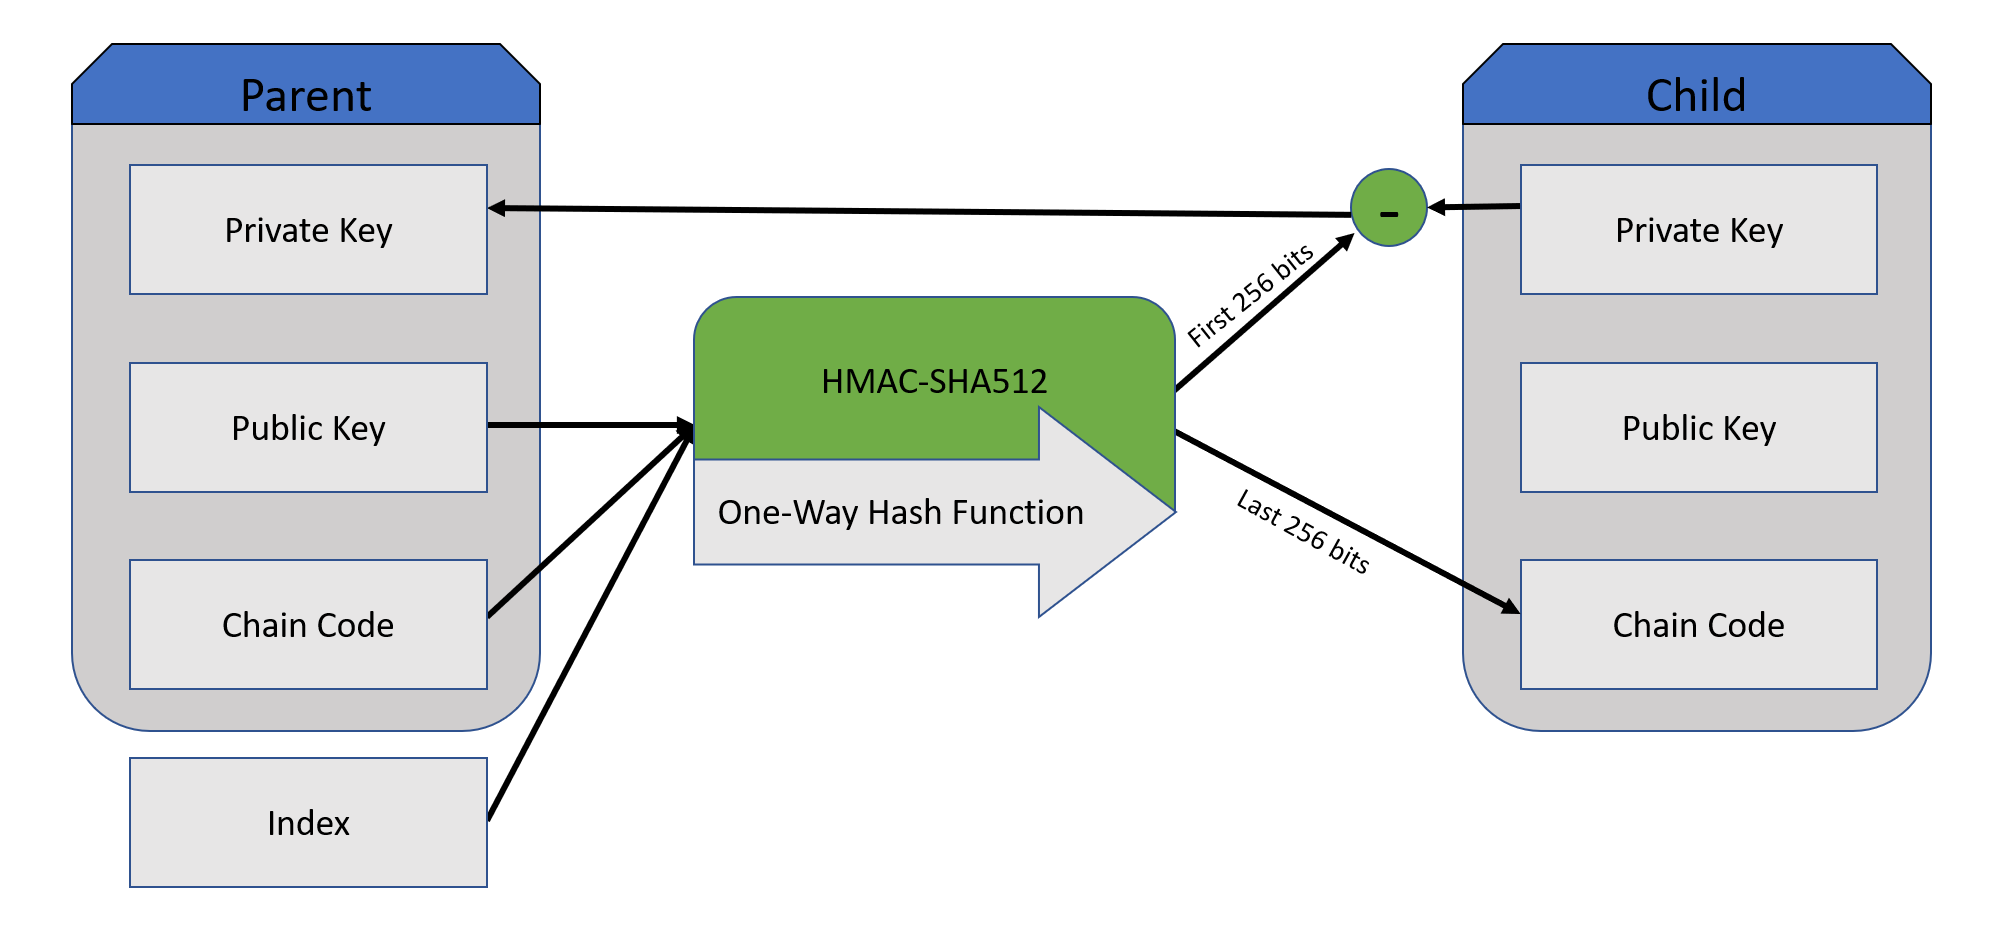 Parent
Child
Private Key
-
Private Key
First 256 bits
HMAC-SHA512
Public Key
Public Key
One-Way Hash Function
Last 256 bits
Chain Code
Chain Code
Index